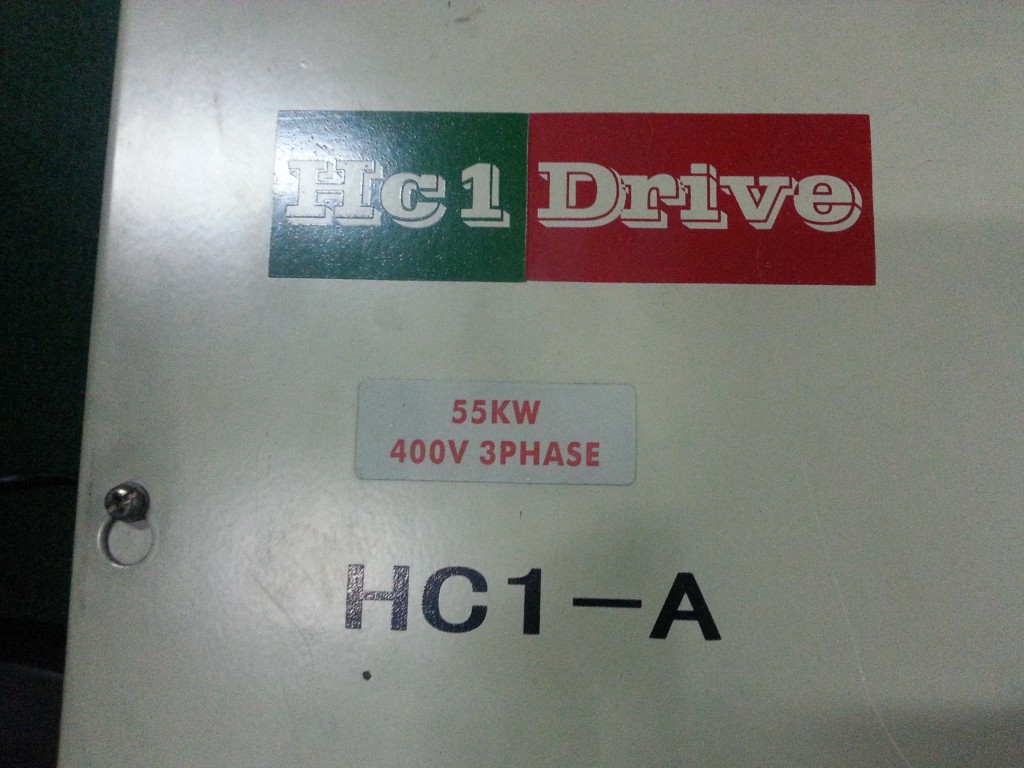 Hc1 Drive
55KW
400V 3PHASE
HC1-A